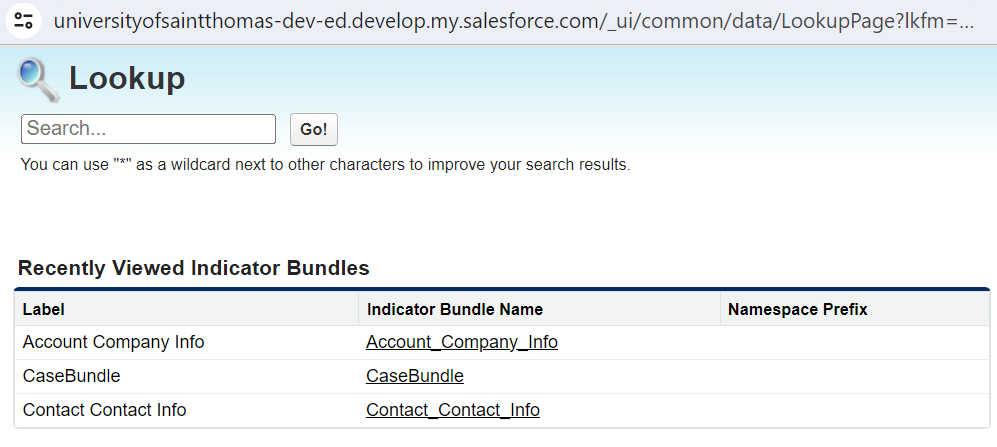 universityofsaintthomas-dev-ed.develop.my.salesforce.com/_ui/common/data/LookupPage?lkfm=...
Lookup
Search... Go!
You can use "*" as a wildcard next to other characters to improve your search results.
Recently Viewed Indicator Bundles
Label Indicator Bundle Name Namespace Prefix
Account Company Info Account_Company_Info
CaseBundle CaseBundle
Contact Contact Info Contact_Contact_Info